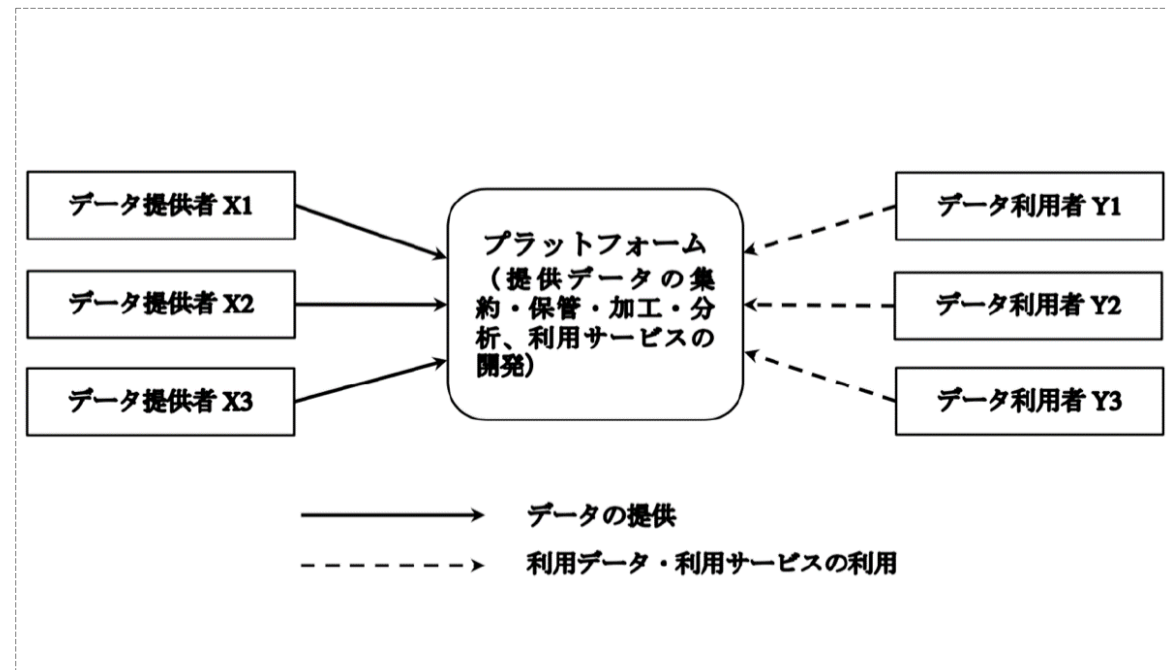 データ提供者 X1
データ提供者 X2
データ提供者 X3
プラットフォーム
（提供データの集
約・保管・加工・分
析、利用サービスの
開発）
データ利用者 Y1
データ利用者 Y2
データ利用者 Y3
データの提供
利用データ・利用サービスの利用